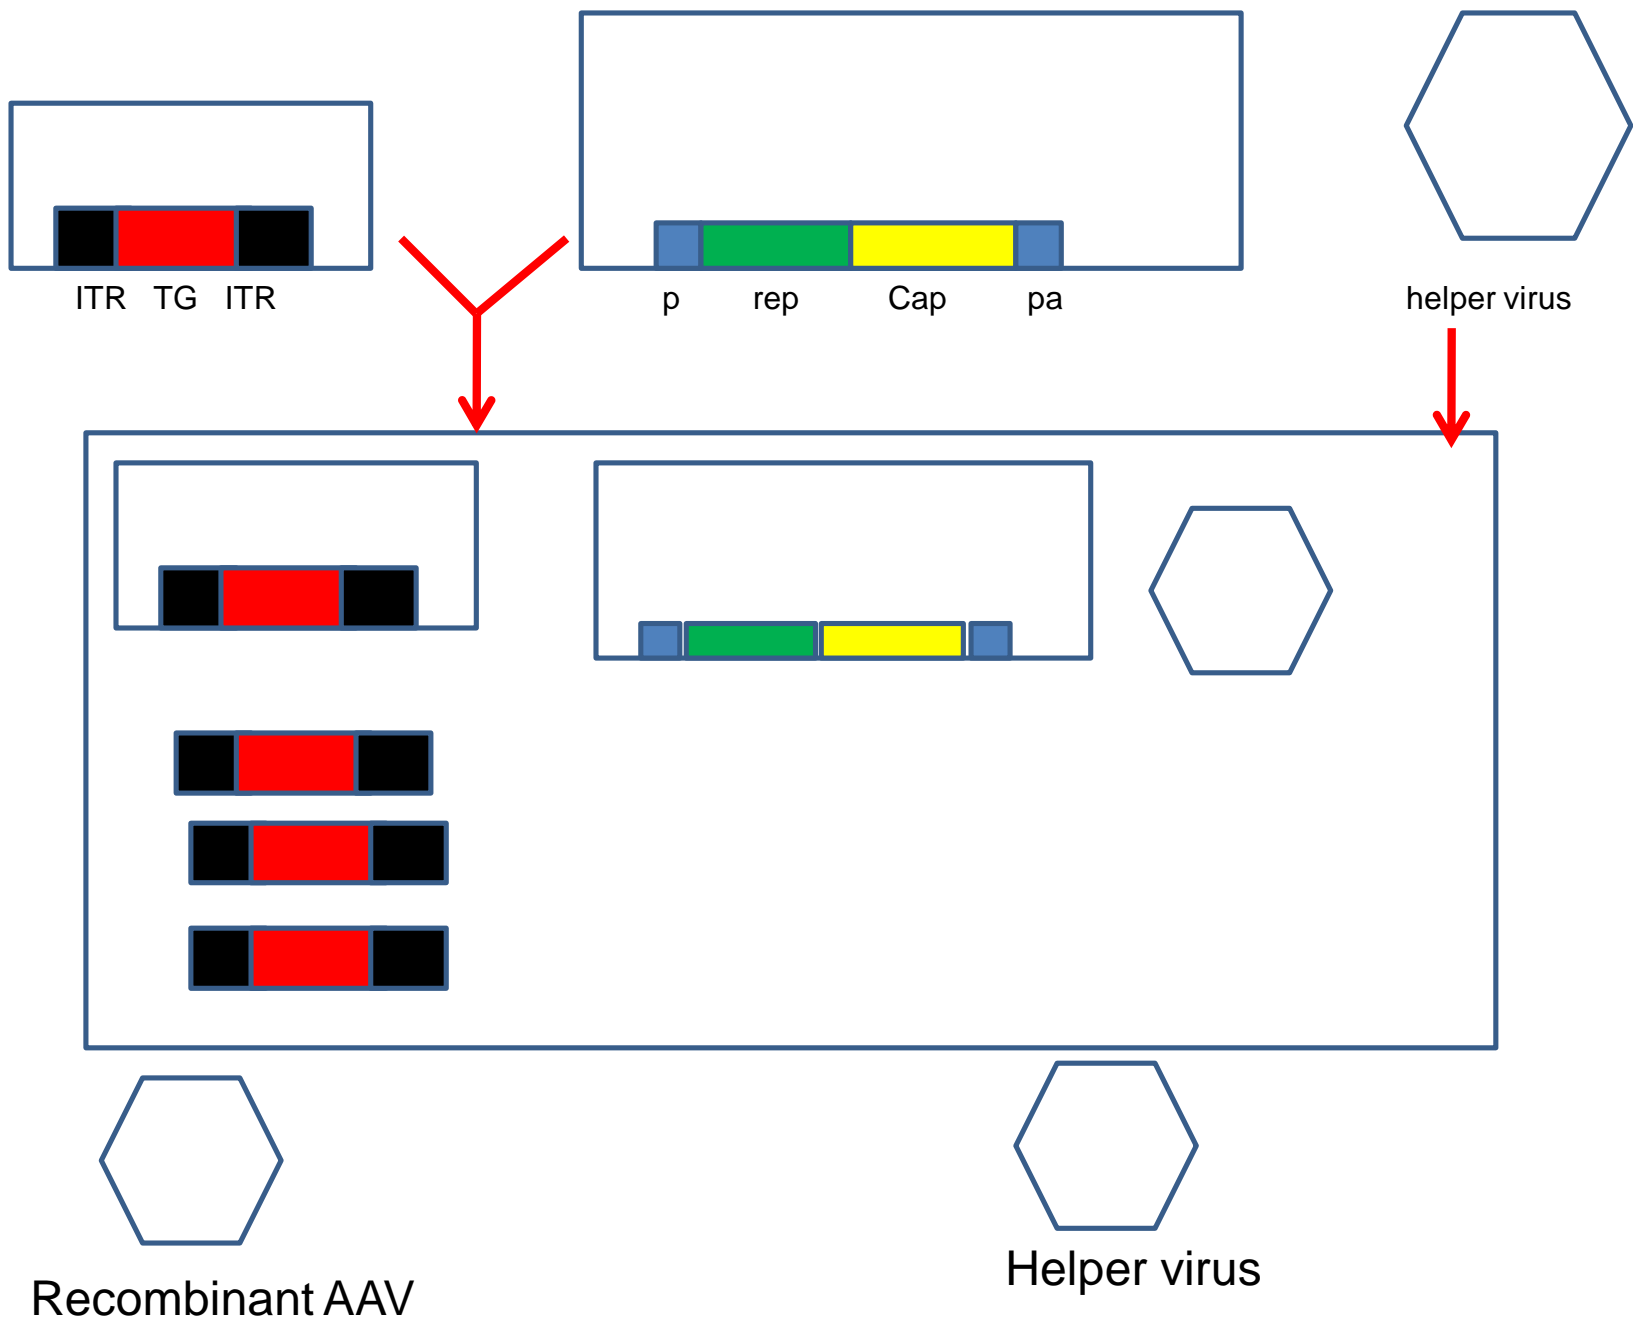 ITR TG ITR
p rep Cap pa
helper virus
Helper virus
Recombinant AAV